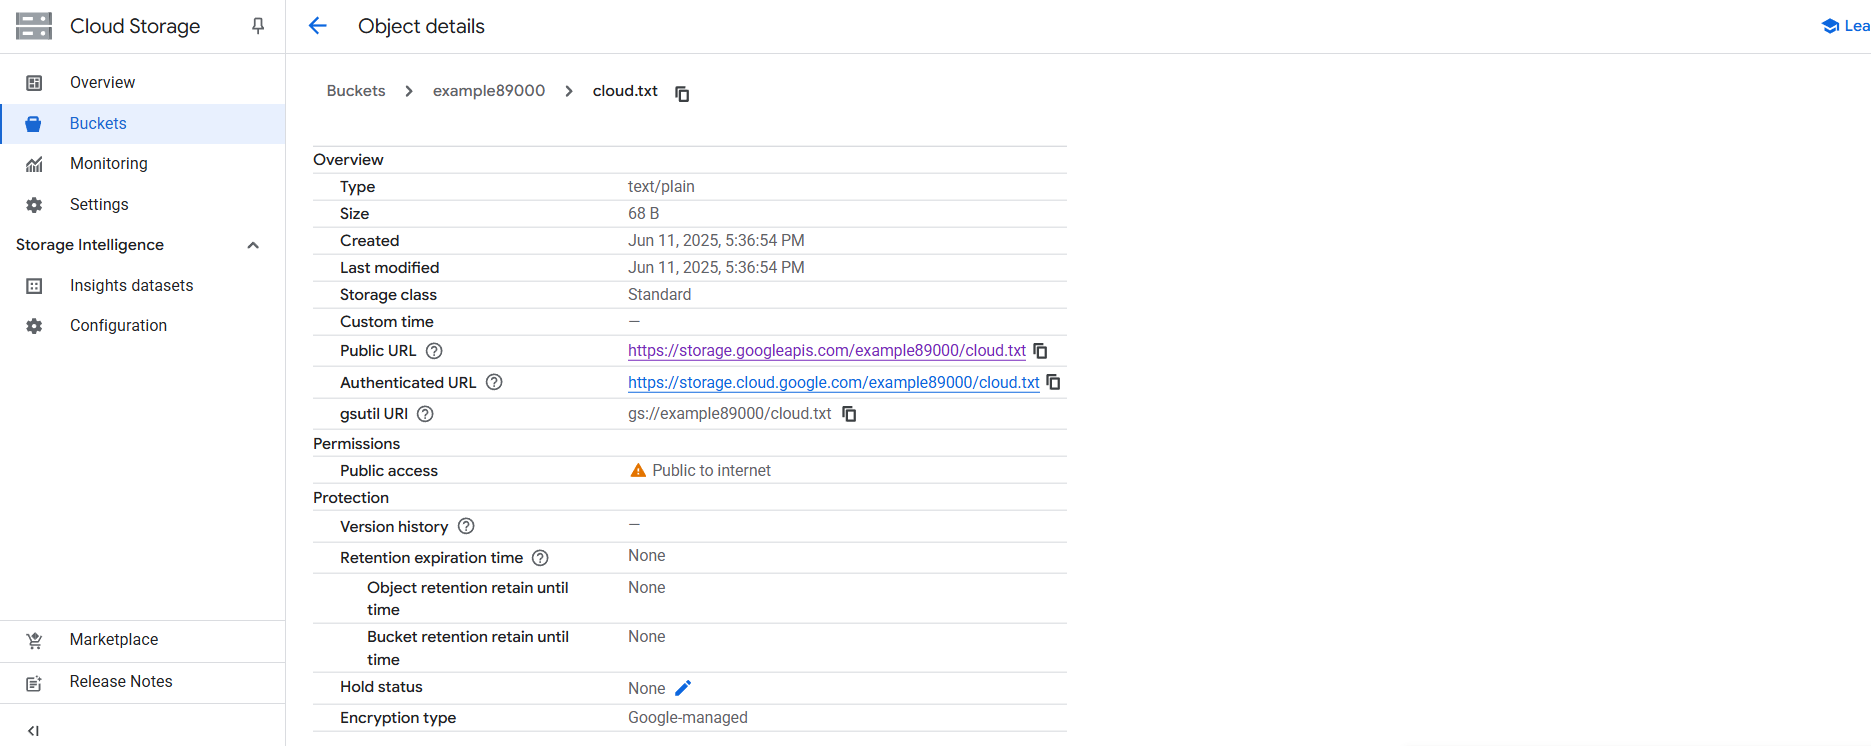 Cloud Storage
Object details
Lea
Overview
Buckets
Monitoring
Settings
Storage Intelligence
Insights datasets
Configuration
Marketplace
Release Notes
Buckets > example89000 > cloud.txt
Overview
Type text/plain
Size 68 B
Created Jun 11, 2025, 5:36:54 PM
Last modified Jun 11, 2025, 5:36:54 PM
Storage class Standard
Custom time —
Public URL https://storage.googleapis.com/example89000/cloud.txt
Authenticated URL https://storage.cloud.google.com/example89000/cloud.txt
gsutil URI gs://example89000/cloud.txt
Permissions
Public access Public to internet
Protection
Version history —
Retention expiration time None
Object retention retain until None
time
Bucket retention retain until None
time
Hold status None
Encryption type Google-managed